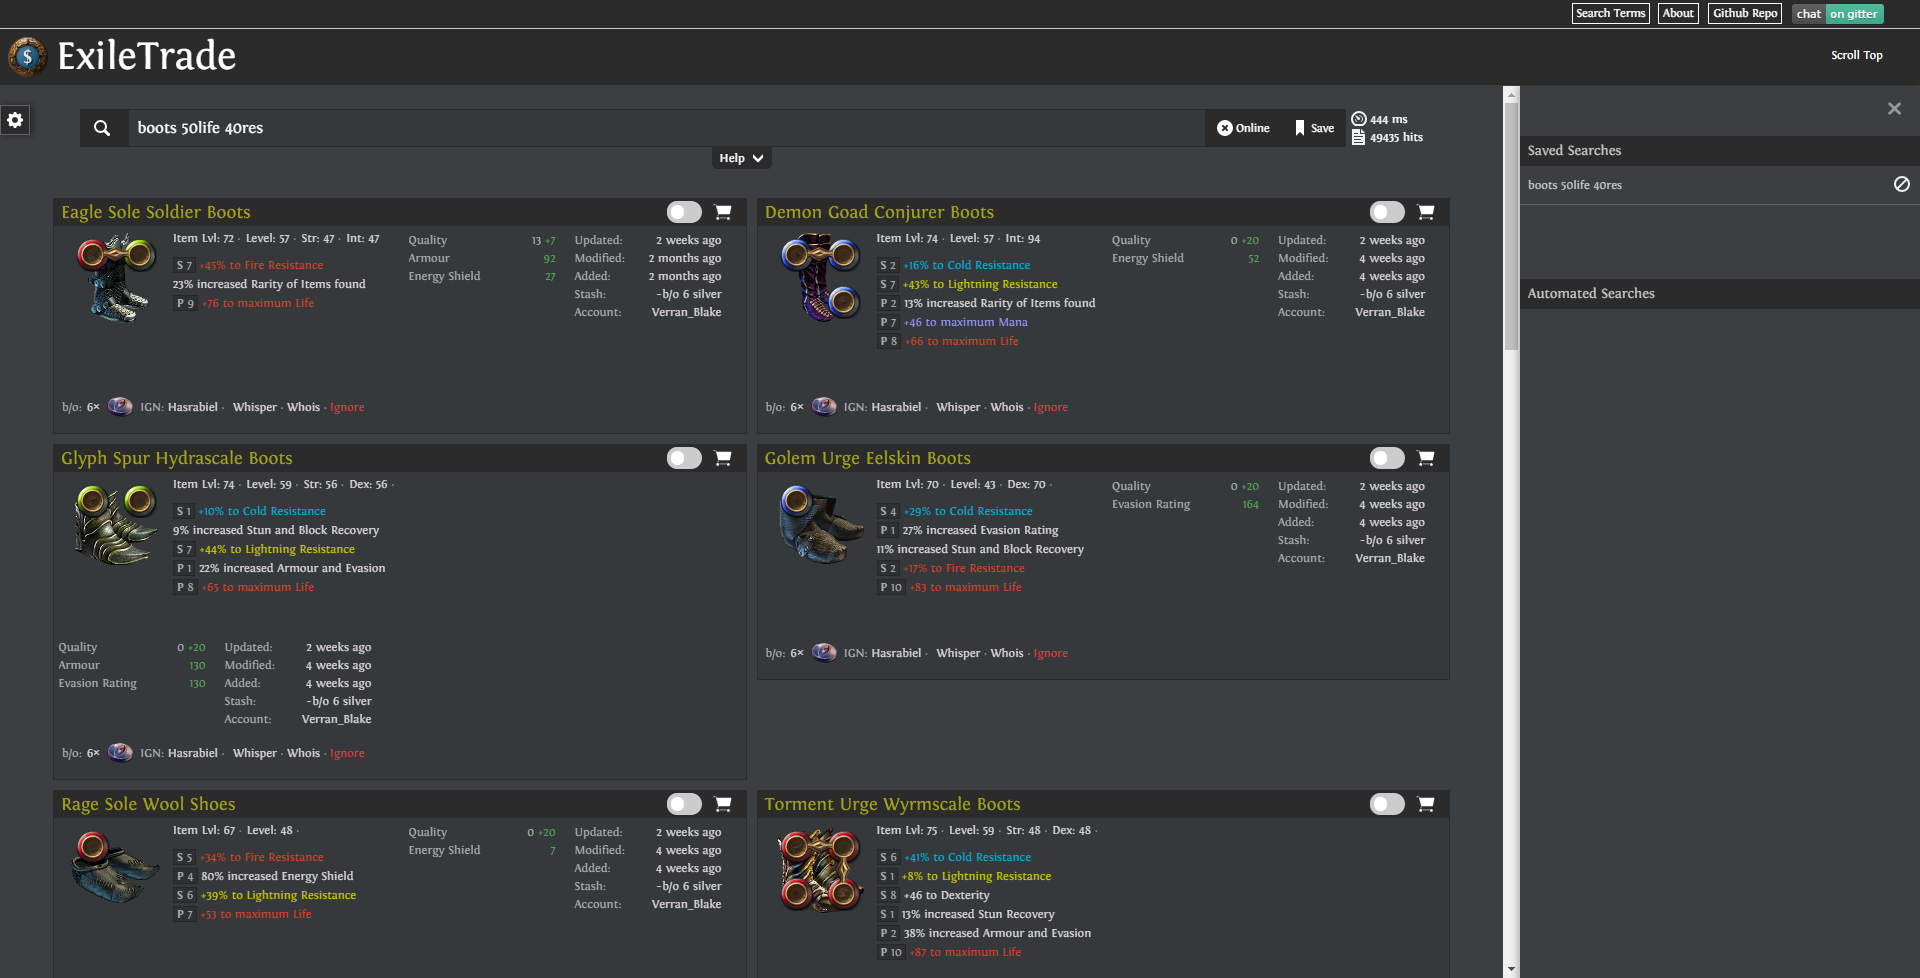 Search Terms About Github Repo chat on gitter
ExileTrade
Scroll Top
boots 50life 40res
Online Save
444 ms
49435 hits
Help
Saved Searches
boots 50life 40res
Automated Searches
Eagle Sole Soldier Boots
Item Lvl: 72 · Level: 57 · Str: 47 · Int: 47
S 7 +45% to Fire Resistance
23% increased Rarity of Items found
P 9 +76 to maximum Life
Quality 13 +7
Armour 92
Energy Shield 27
Updated: 2 weeks ago
Modified: 2 months ago
Added: 2 months ago
Stash: ~b/o 6 silver
Account: Verran_Blake
b/o: 6× IGN: Hasrabiel · Whisper · Whois · Ignore
Demon Goad Conjurer Boots
Item Lvl: 74 · Level: 57 · Int: 94
S 2 +16% to Cold Resistance
S 7 +43% to Lightning Resistance
P 2 13% increased Rarity of Items found
P 7 +46 to maximum Mana
P 8 +66 to maximum Life
Quality 0 +20
Energy Shield 52
Updated: 2 weeks ago
Modified: 4 weeks ago
Added: 4 weeks ago
Stash: ~b/o 6 silver
Account: Verran_Blake
b/o: 6× IGN: Hasrabiel · Whisper · Whois · Ignore
Glyph Spur Hydrascale Boots
Item Lvl: 74 · Level: 59 · Str: 56 · Dex: 56 ·
S 1 +10% to Cold Resistance
9% increased Stun and Block Recovery
S 7 +44% to Lightning Resistance
P 1 22% increased Armour and Evasion
P 8 +65 to maximum Life
Quality 0 +20
Armour 130
Evasion Rating 130
Updated: 2 weeks ago
Modified: 4 weeks ago
Added: 4 weeks ago
Stash: ~b/o 6 silver
Account: Verran_Blake
b/o: 6× IGN: Hasrabiel · Whisper · Whois · Ignore
Golem Urge Eelskin Boots
Item Lvl: 70 · Level: 43 · Dex: 70 ·
S 4 +29% to Cold Resistance
P 1 27% increased Evasion Rating
11% increased Stun and Block Recovery
S 2 +17% to Fire Resistance
P 10 +83 to maximum Life
Quality 0 +20
Evasion Rating 164
Updated: 2 weeks ago
Modified: 4 weeks ago
Added: 4 weeks ago
Stash: ~b/o 6 silver
Account: Verran_Blake
b/o: 6× IGN: Hasrabiel · Whisper · Whois · Ignore
Rage Sole Wool Shoes
Item Lvl: 67 · Level: 48 ·
S 5 +34% to Fire Resistance
P 4 80% increased Energy Shield
S 6 +39% to Lightning Resistance
P 7 +53 to maximum Life
Quality 0 +20
Energy Shield 7
Updated: 2 weeks ago
Modified: 4 weeks ago
Added: 4 weeks ago
Stash: ~b/o 6 silver
Account: Verran_Blake
Torment Urge Wyrmscale Boots
Item Lvl: 75 · Level: 59 · Str: 48 · Dex: 48 ·
S 6 +41% to Cold Resistance
S 1 +8% to Lightning Resistance
S 8 +46 to Dexterity
S 1 13% increased Stun Recovery
P 2 38% increased Armour and Evasion
P 10 +87 to maximum Life